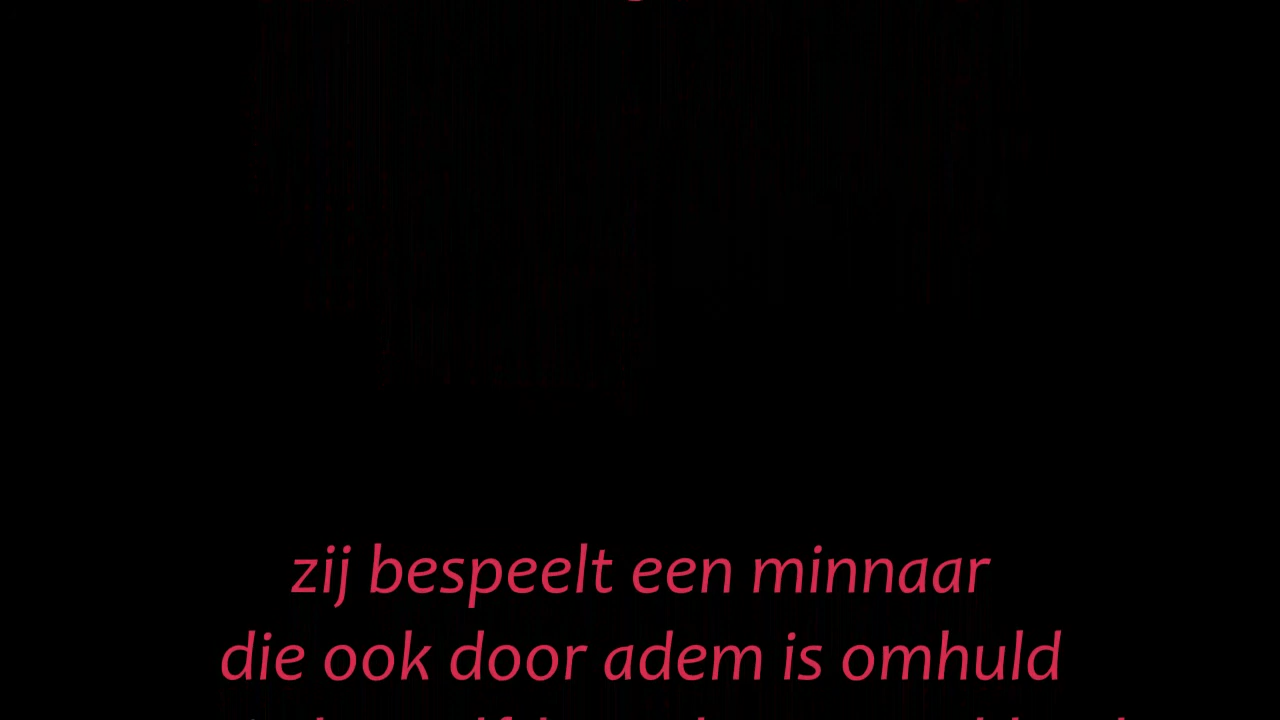 zij bespeelt een minnaar
die ook door adem is omhuld